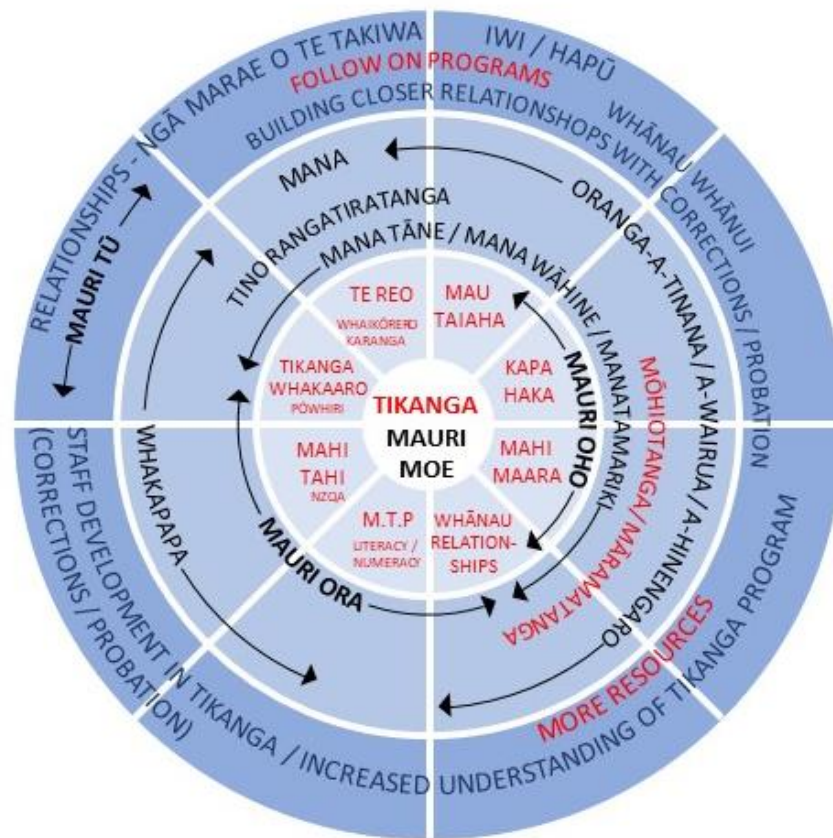 RELATIONSHIPS - NGĀ MARAE O TE TAKIWA
IWI / HAPŪ
FOLLOW ON PROGRAMS
WHĀNAU WHĀNUI
BUILDING CLOSER RELATIONSHOPS WITH CORRECTIONS / PROBATION
MAURI TŪ
STAFF DEVELOPMENT IN TIKANGA / INCREASED UNDERSTANDING OF TIKANGA PROGRAM
(CORRECTIONS / PROBATION)
MORE RESOURCES
MANA
ORANGA-A-TINANA / A-WAIRUA / A-HINENGARO
TINO RANGATIRATANGA
MANA TĀNE / MANA WĀHINE / MANATAMARIKI
MŌHIOTANGA / MĀRAMATANGA
WHAKAPAPA
MAURI ORA
MAURI OHO
TE REO
WHAIKŌRERO
KARANGA
MAU
TAIAHA
KAPA
HAKA
MAHI
MAARA
WHĀNAU
RELATION-
SHIPS
M.T.P
LITERACY /
NUMERACY
MAHI
TAHI
NZQA
TIKANGA
WHAKAARO
PŌWHIRI
TIKANGA
MAURI
MOE